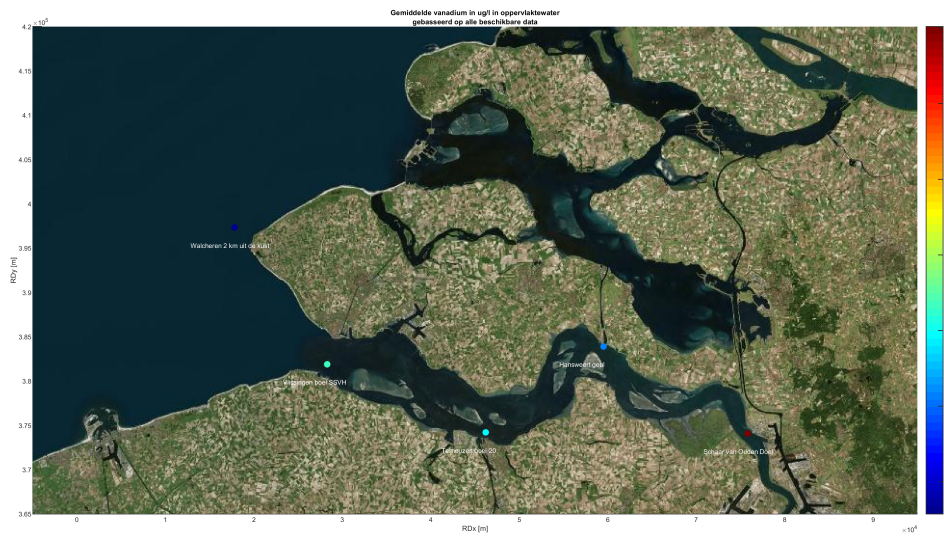 Gemiddelde vanadium in ug/l in oppervlaktewater
gebasseerd op alle beschikbare data
4.2 ×10⁵
4.15
4.1
4.05
4
3.95
3.9
3.85
3.8
3.75
3.7
3.65
RDy [m]
Walcheren 2 km uit de kust
Vlissingen boei SSVH
Hansweert geul
Terneuzen boei 20
Schaar van Ouden Doel
0
1
2
3
4
5
6
7
8
9
×10⁴
RDx [m]